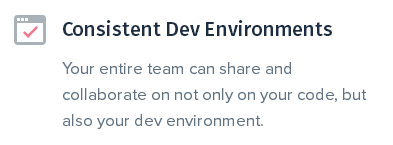 Consistent Dev Environments
Your entire team can share and
collaborate on not only on your code, but
also your dev environment.